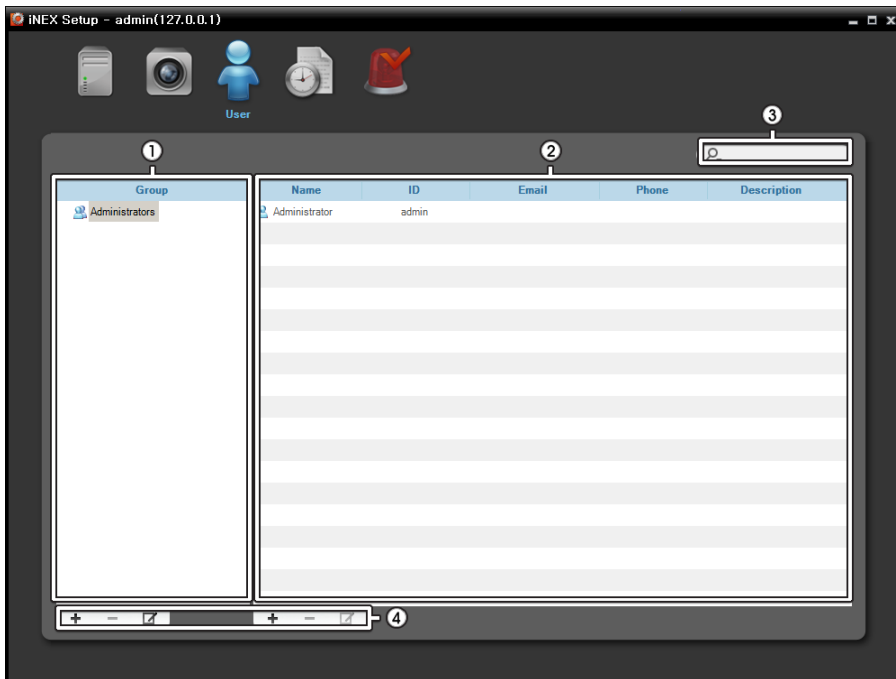 iNEX Setup - admin(127.0.0.1)
User
3
1
2
Group
Name ID Email Phone Description
Administrators
Administrator admin
4